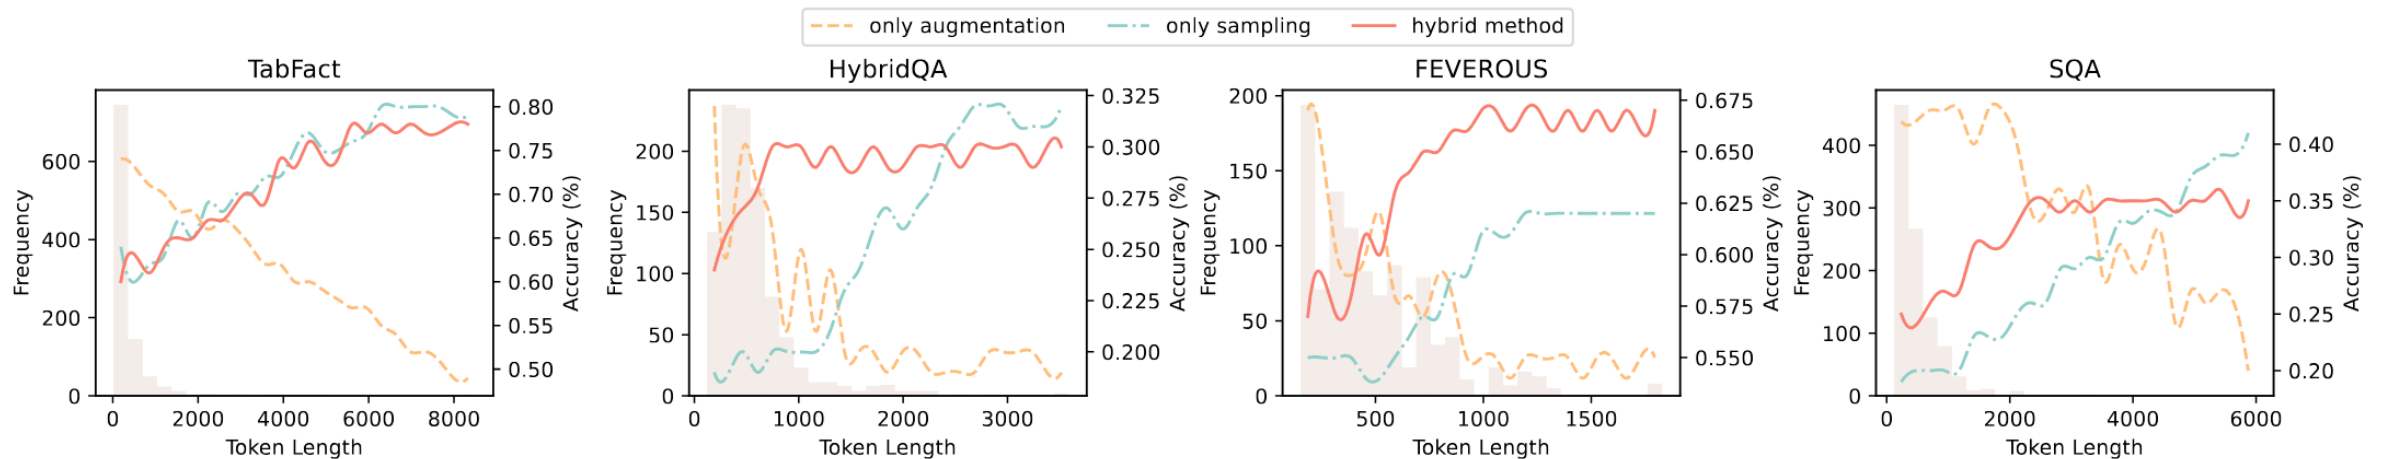 only augmentation only sampling hybrid method
TabFact
Frequency
0 200 400 600
0 2000 4000 6000 8000
Token Length
0.50 0.55 0.60 0.65 0.70 0.75 0.80
Accuracy (%)
HybridQA
Frequency
0 50 100 150 200
0 1000 2000 3000
Token Length
0.200 0.225 0.250 0.275 0.300 0.325
Accuracy (%)
FEVEROUS
Frequency
0 50 100 150 200
500 1000 1500
Token Length
0.550 0.575 0.600 0.625 0.650 0.675
Accuracy (%)
SQA
Frequency
0 100 200 300 400
0 2000 4000 6000
Token Length
0.20 0.25 0.30 0.35 0.40
Accuracy (%)